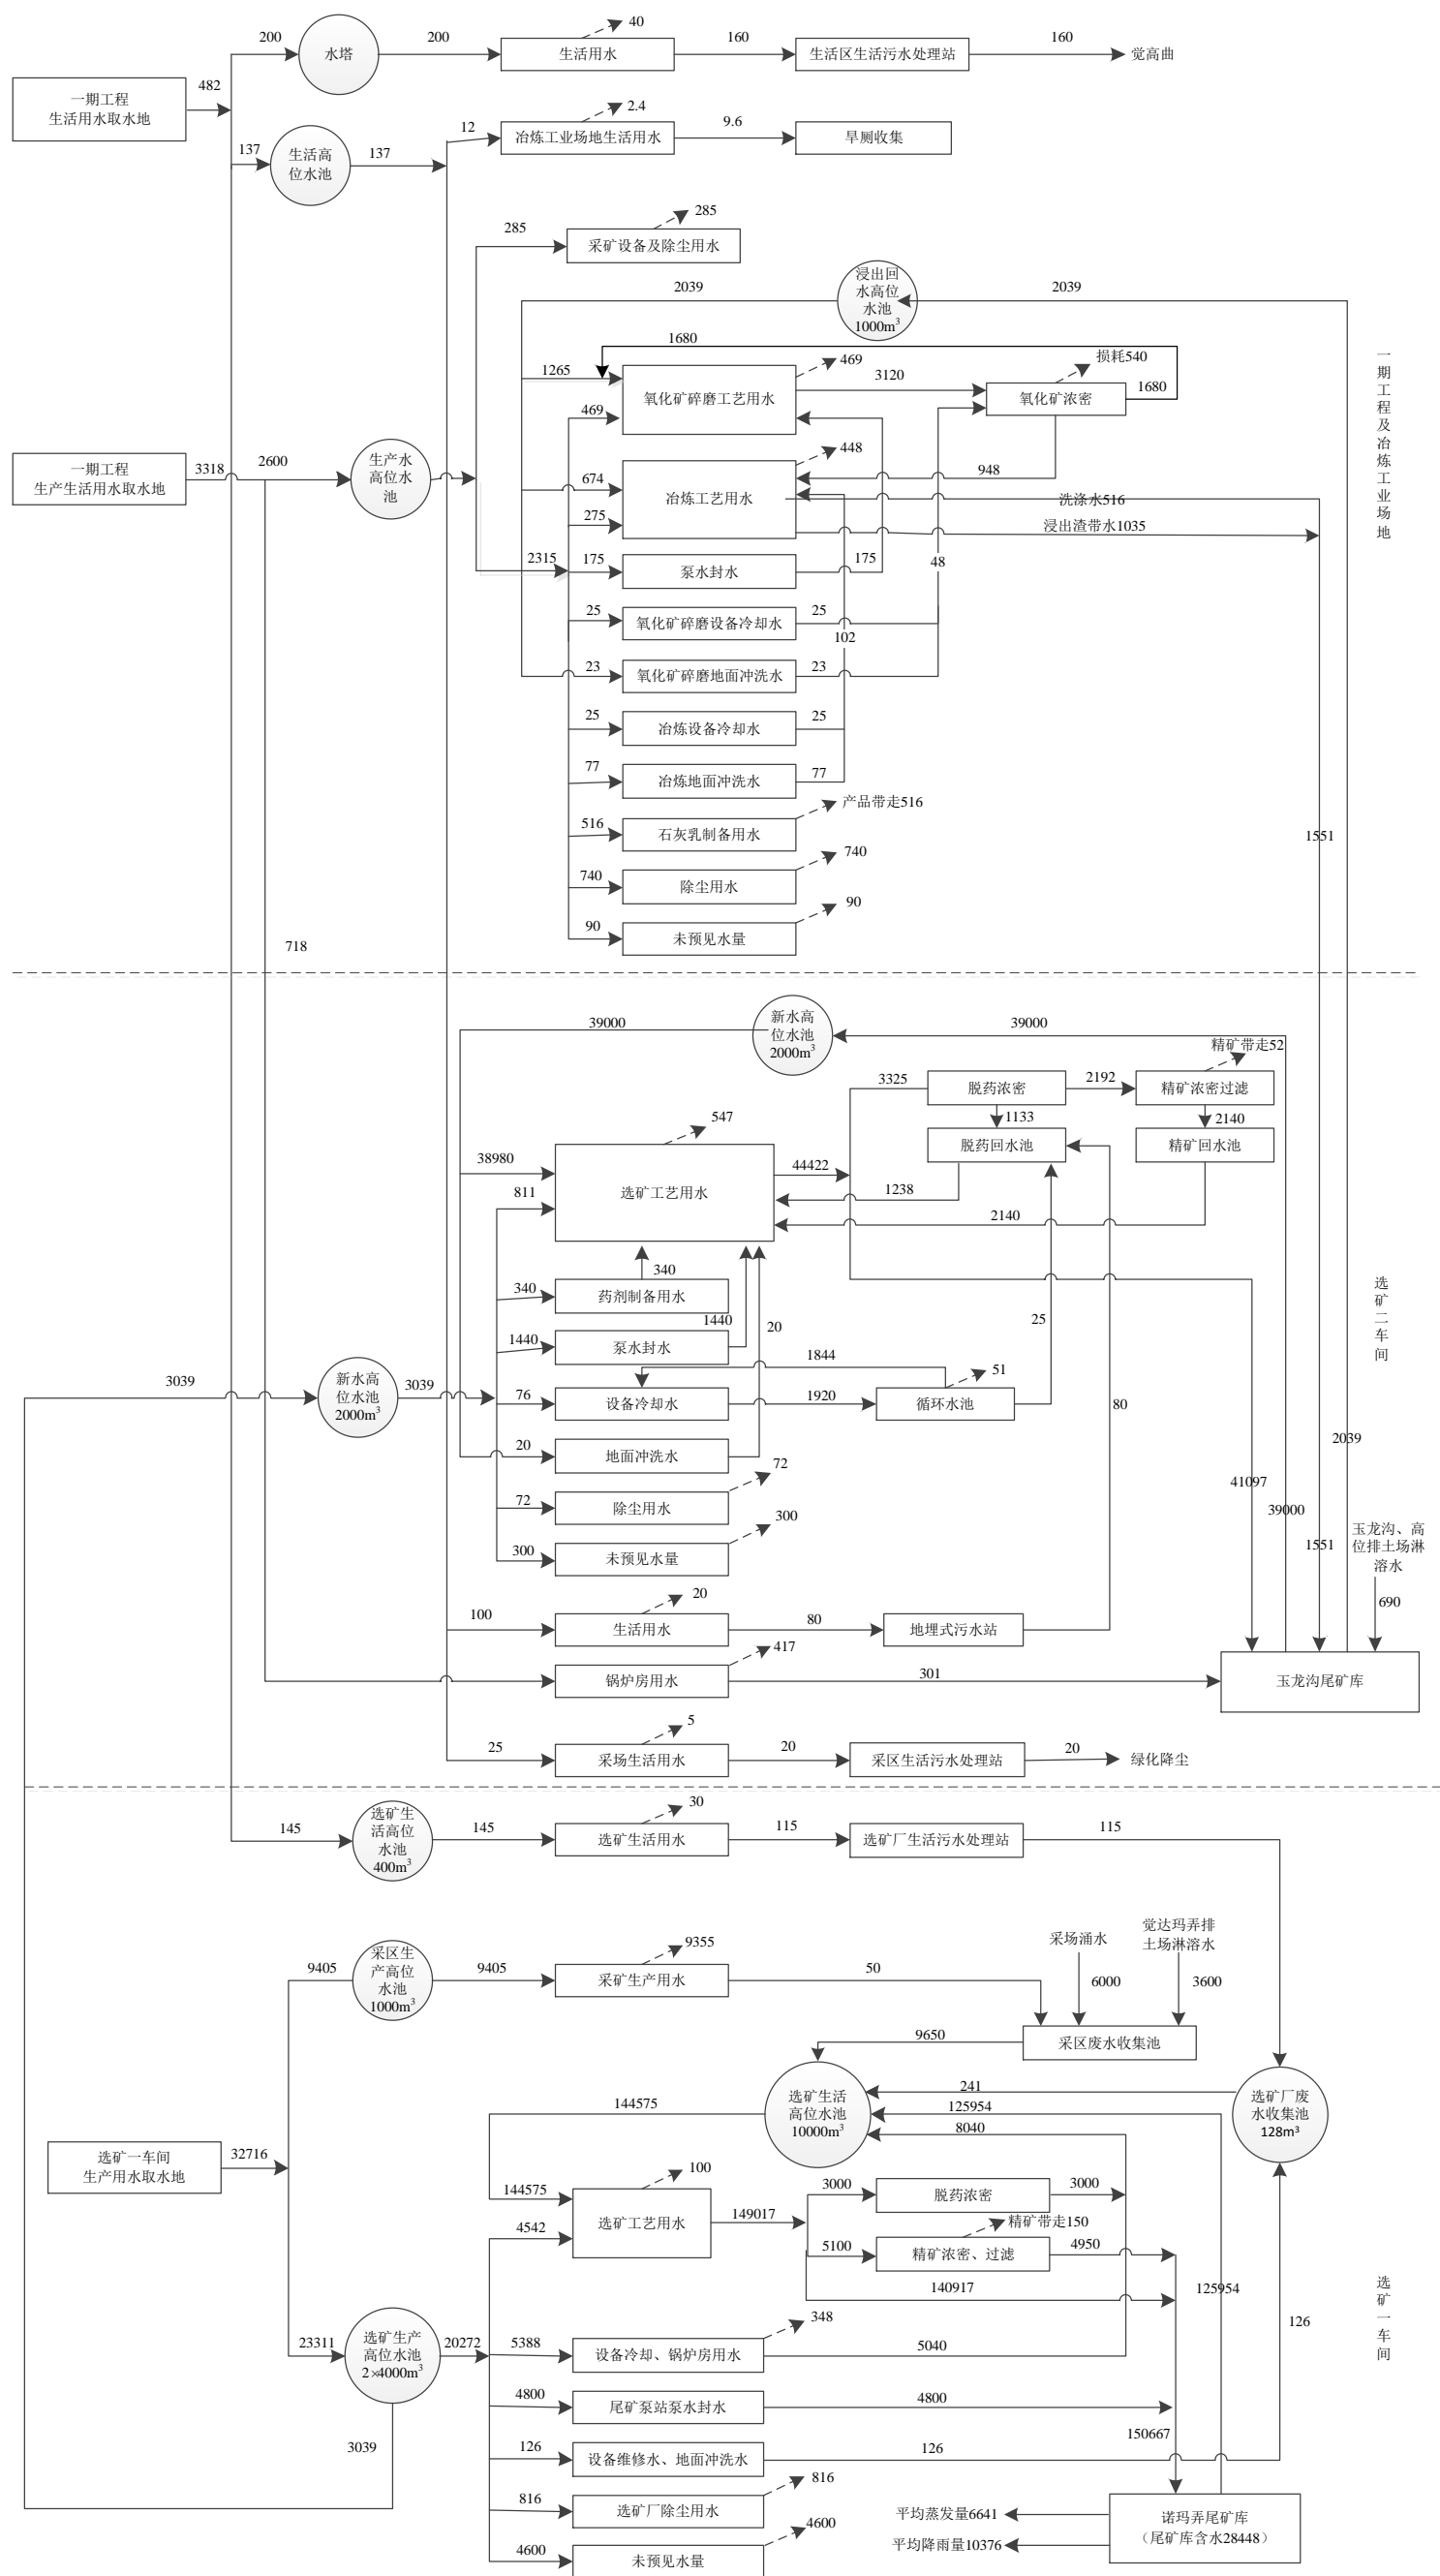 40
200
水塔
200
生活用水
160
生活区生活污水处理站
160
觉高曲
482
一期工程
生活用水取水地
2.4
12
冶炼工业场地生活用水
9.6
旱厕收集
137
生活高
位水池
137
285
285
采矿设备及除尘用水
浸出回
水高位
水池
1000m³
2039
2039
1680
一期工程及冶炼工业场地
损耗540
469
1265
3120
1680
氧化矿碎磨工艺用水
氧化矿浓密
469
448
948
一期工程
生产生活用水取水地
3318
2600
生产水
高位水
池
674
冶炼工艺用水
洗涤水516
275
浸出渣带水1035
2315
175
泵水封水
175
48
25
氧化矿碎磨设备冷却水
25
102
23
氧化矿碎磨地面冲洗水
23
25
冶炼设备冷却水
25
77
冶炼地面冲洗水
77
产品带走516
516
石灰乳制备用水
1551
740
740
除尘用水
90
90
未预见水量
718
新水高
位水池
2000m³
39000
39000
精矿带走52
3325
脱药浓密
2192
精矿浓密过滤
547
1133
2140
脱药回水池
精矿回水池
38980
44422
811
选矿工艺用水
1238
2140
340
340
药剂制备用水
选矿二车间
1440
20
25
1440
泵水封水
1844
51
3039
新水高
位水池
2000m³
3039
76
设备冷却水
1920
循环水池
80
20
地面冲洗水
2039
72
41097
72
除尘用水
39000
300
玉龙沟、高
位排土场淋
溶水
1551
300
未预见水量
20
690
100
生活用水
80
地埋式污水站
417
锅炉房用水
301
玉龙沟尾矿库
5
25
采场生活用水
20
采区生活污水处理站
20
绿化降尘
30
145
选矿生
活高位
水池
400m³
145
选矿生活用水
115
选矿厂生活污水处理站
115
采场涌水
觉达玛弄排
土场淋溶水
9355
9405
采区生
产高位
水池
1000m³
9405
采矿生产用水
50
6000
3600
9650
采区废水收集池
241
144575
选矿生活
高位水池
10000m³
125954
8040
选矿厂废
水收集池
128m³
32716
选矿一车间
生产用水取水地
100
144575
3000
脱药浓密
3000
选矿工艺用水
149017
精矿带走150
4542
5100
精矿浓密、过滤
4950
140917
125954
选矿一车间
348
126
23311
选矿生产
高位水池
2×4000m³
20272
5388
设备冷却、锅炉房用水
5040
4800
尾矿泵站泵水封水
4800
150667
3039
126
设备维修水、地面冲洗水
126
816
816
选矿厂除尘用水
平均蒸发量6641
诺玛弄尾矿库
（尾矿库含水28448）
4600
平均降雨量10376
4600
未预见水量